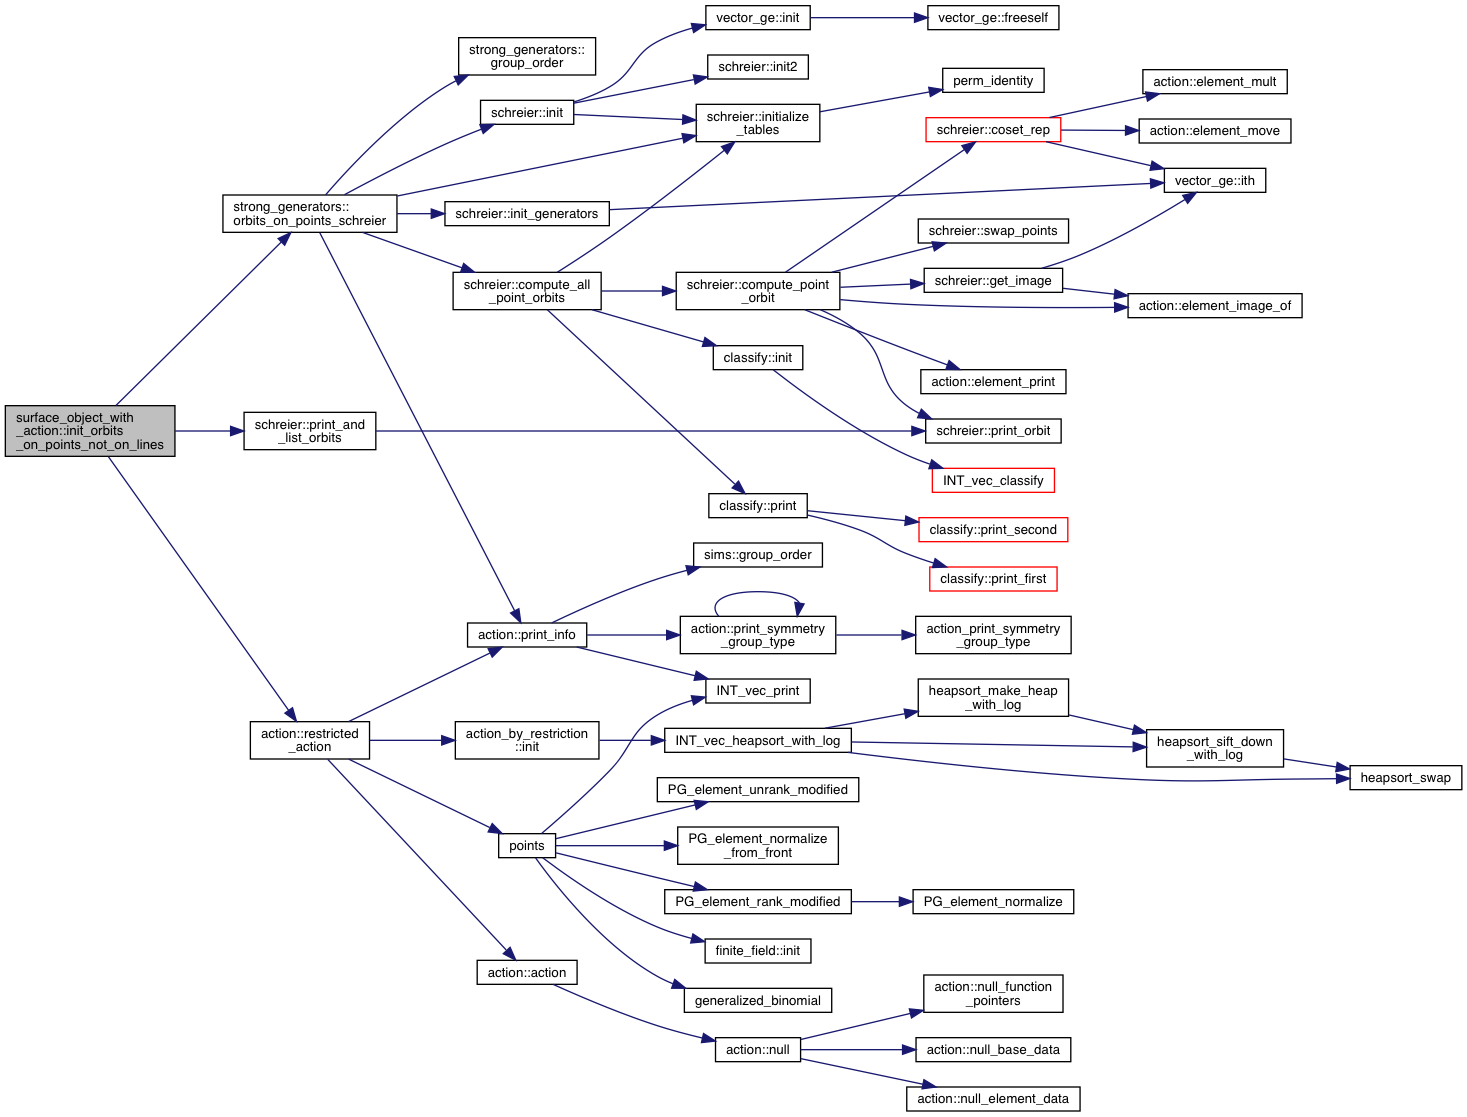 surface_object_with
_action::init_orbits
_on_points_not_on_lines
strong_generators::
orbits_on_points_schreier
schreier::print_and
_list_orbits
action::restricted
_action
strong_generators::
group_order
schreier::init
schreier::init_generators
schreier::compute_all
_point_orbits
action::print_info
action_by_restriction
::init
points
action::action
vector_ge::init
schreier::init2
schreier::initialize
_tables
schreier::compute_point
_orbit
classify::init
classify::print
sims::group_order
action::print_symmetry
_group_type
INT_vec_print
INT_vec_heapsort_with_log
PG_element_unrank_modified
PG_element_normalize
_from_front
PG_element_rank_modified
finite_field::init
generalized_binomial
action::null
vector_ge::freeself
perm_identity
schreier::coset_rep
schreier::swap_points
schreier::get_image
action::element_print
schreier::print_orbit
INT_vec_classify
classify::print_second
classify::print_first
action_print_symmetry
_group_type
heapsort_make_heap
_with_log
PG_element_normalize
action::null_function
_pointers
action::null_base_data
action::null_element_data
action::element_mult
action::element_move
vector_ge::ith
action::element_image_of
heapsort_sift_down
_with_log
heapsort_swap